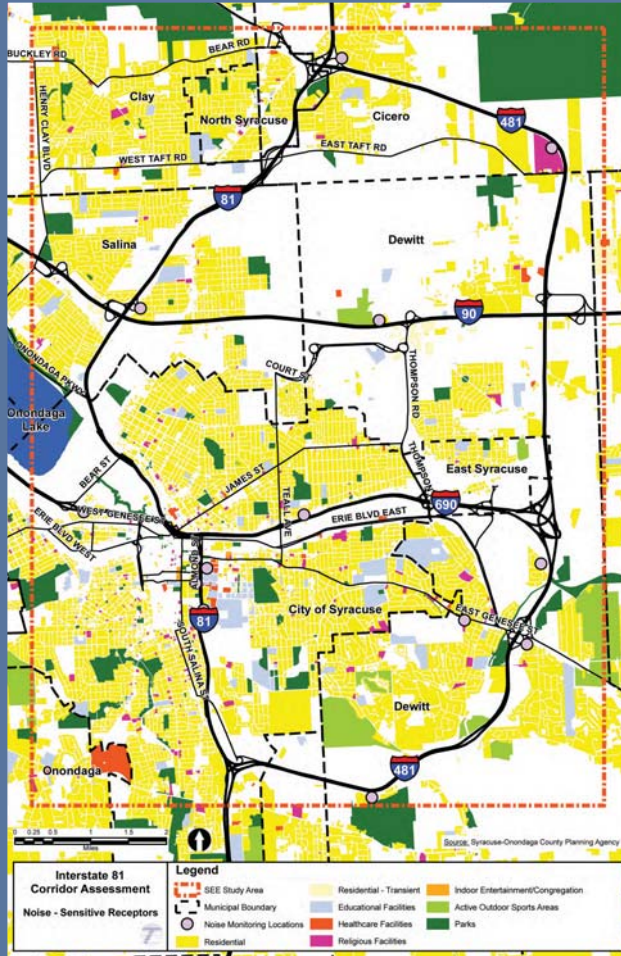 BUCKLEY RD
BEAR RD
HENRY CLAY BLVD
Clay
North Syracuse
Cicero
481
WEST TAFT RD
EAST TAFT RD
81
Salina
Dewitt
90
ONONDAGA PKWY
COURT ST
THOMPSON RD
Onondaga
Lake
BEAR ST
JAMES ST
TEALL AVE
THOMPSON
East Syracuse
690
WEST GENESEE ST
ERIE BLVD EAST
ERIE BLVD WEST
ALMOND ST
City of Syracuse
81
EAST GENESEE ST
SOUTH SALINA S
Dewitt
Onondaga
481
0 0.25 0.5 1 1.5 2
Miles
Source: Syracuse-Onondaga County Planning Agency
Interstate 81
Corridor Assessment
Noise - Sensitive Receptors
Legend
SEE Study Area
Municipal Boundary
Noise Monitoring Locations
Residential
Residential - Transient
Educational Facilities
Healthcare Facilities
Religious Facilities
Indoor Entertainment/Congregation
Active Outdoor Sports Areas
Parks